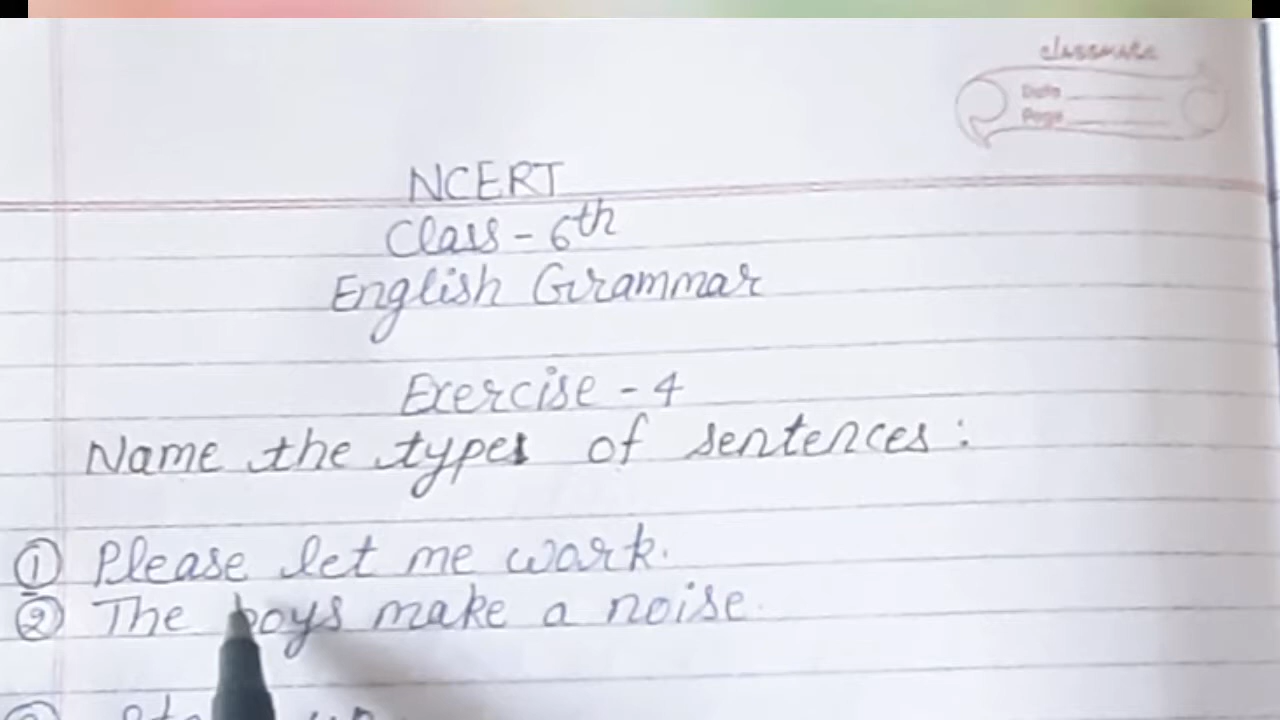 classmate
Date
Page
NCERT
Class - 6th
English Grammar
Exercise - 4
Name the types of sentences:
① Please let me work.
② The boys make a noise.